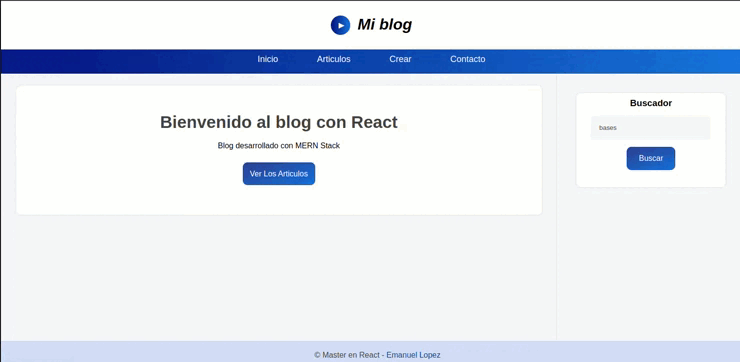 Mi blog
Inicio Articulos Crear Contacto
Bienvenido al blog con React
Blog desarrollado con MERN Stack
Ver Los Articulos
Buscador
bases
Buscar
© Master en React - Emanuel Lopez